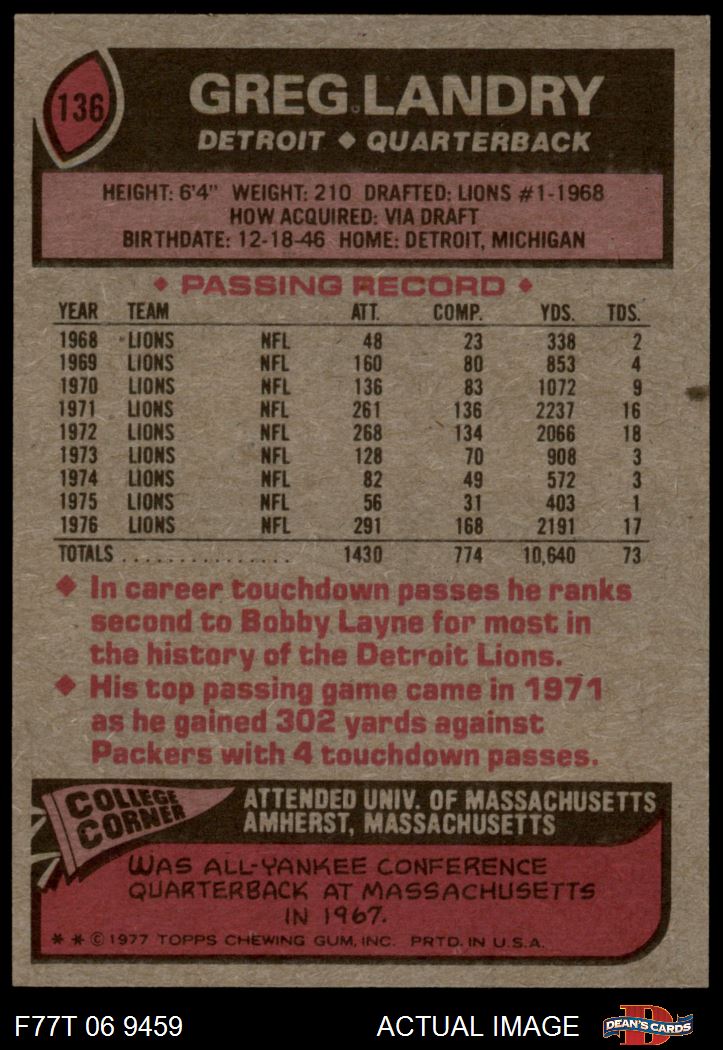 136
GREG LANDRY
DETROIT ◆ QUARTERBACK
HEIGHT: 6'4" WEIGHT: 210 DRAFTED: LIONS #1-1968
HOW ACQUIRED: VIA DRAFT
BIRTHDATE: 12-18-46 HOME: DETROIT, MICHIGAN
◆ PASSING RECORD ◆
YEAR TEAM ATT. COMP. YDS. TDS.
1968 LIONS NFL 48 23 338 2
1969 LIONS NFL 160 80 853 4
1970 LIONS NFL 136 83 1072 9
1971 LIONS NFL 261 136 2237 16
1972 LIONS NFL 268 134 2066 18
1973 LIONS NFL 128 70 908 3
1974 LIONS NFL 82 49 572 3
1975 LIONS NFL 56 31 403 1
1976 LIONS NFL 291 168 2191 17
TOTALS . . . . . . . . . . . . . . . . 1430 774 10,640 73
◆ In career touchdown passes he ranks
second to Bobby Layne for most in
the history of the Detroit Lions.
◆ His top passing game came in 1971
as he gained 302 yards against
Packers with 4 touchdown passes.
COLLEGE
CORNER
ATTENDED UNIV. OF MASSACHUSETTS
AMHERST, MASSACHUSETTS
WAS ALL-YANKEE CONFERENCE
QUARTERBACK AT MASSACHUSETTS
IN 1967.
* * © 1977 TOPPS CHEWING GUM, INC. PRTD. IN U.S.A.
F77T 06 9459 ACTUAL IMAGE
D
DEAN'S CARDS